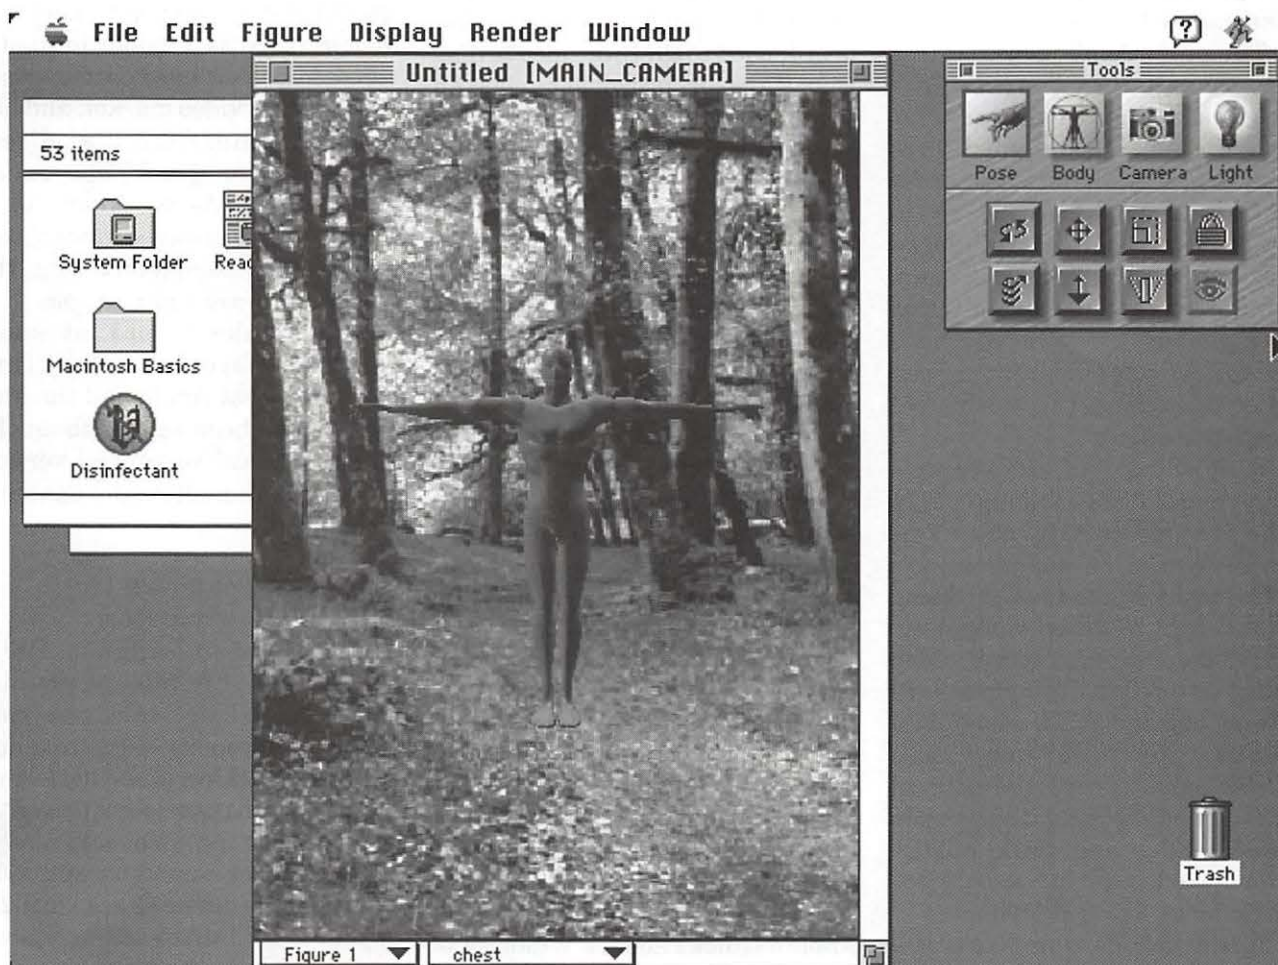 File Edit Figure Display Render Window
Untitled [MAIN_CAMERA]
Tools
53 items
Pose Body Camera Light
System Folder
Macintosh Basics
Disinfectant
Trash
Figure 1
chest